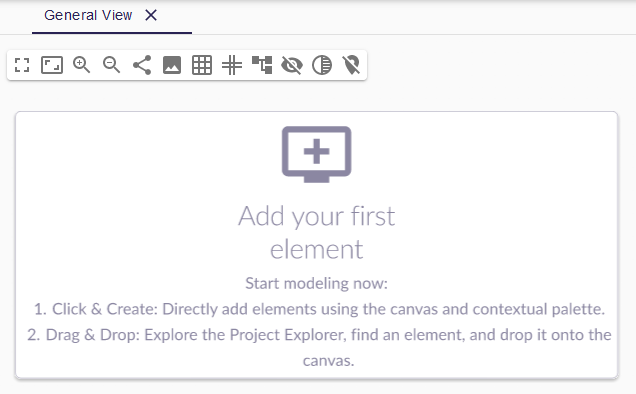 General View
Add your first
element
Start modeling now:
1. Click & Create: Directly add elements using the canvas and contextual palette.
2. Drag & Drop: Explore the Project Explorer, find an element, and drop it onto the
canvas.